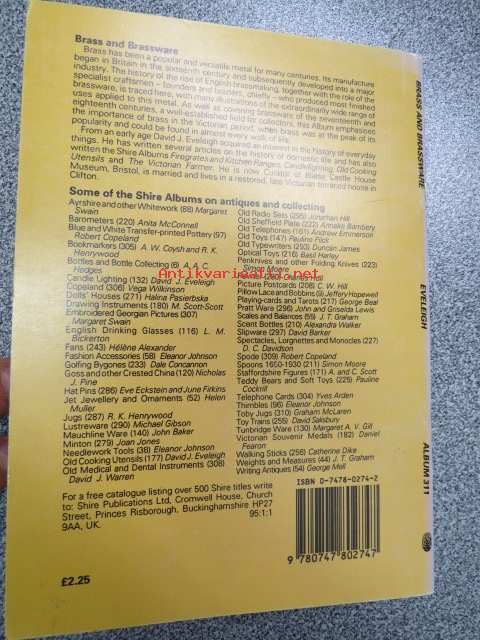 Brass and Brassware
Brass has been a popular and versatile metal for many centuries. Its manufacture
began in Britain in the sixteenth century and subsequently developed into a major
industry. The history of the rise of English brassmaking, together with the role of the
specialist craftsmen – founders and braziers, chiefly – who produced most finished
brassware, is traced here, with many illustrations of the extraordinarily wide range of
uses applied to this metal. As well as covering brasswares of the seventeenth and
eighteenth centuries, a well-established field for collectors, this Album emphasises
the importance of brass in the Victorian period, when brass was at the peak of its
popularity and could be found in almost every walk of life.
From an early age David J. Eveleigh acquired an interest in the history of everyday
things. He has written several articles on the history of domestic life and has also
written the Shire Albums Firegrates and Kitchen Ranges, Candle Lighting, Old Cooking
Utensils and The Victorian Farmer. He is now Curator of Blaise Castle House
Museum, Bristol, is married and lives in a restored, late Victorian terraced house in
Clifton.
Some of the Shire Albums on antiques and collecting
Ayrshire and other Whitework (88) Margaret
Swain
Barometers (220) Anita McConnell
Blue and White Transfer-printed Pottery (97)
Robert Copeland
Bookmarkers (305) A. W. Coysh and R. K.
Henrywood
Bottles and Bottle Collecting (6) A. A. C.
Hedges
Candle Lighting (132) David J. Eveleigh
Copeland (306) Vega Wilkinson
Dolls' Houses (271) Halina Pasierbska
Drawing Instruments (180) M. Scott-Scott
Embroidered Georgian Pictures (307)
Margaret Swain
English Drinking Glasses (116) L. M.
Bickerton
Fans (243) Hélène Alexander
Fashion Accessories (58) Eleanor Johnson
Golfing Bygones (233) Dale Concannon
Goss and other Crested China (120) Nicholas
J. Pine
Hat Pins (286) Eve Eckstein and June Firkins
Jet Jewellery and Ornaments (52) Helen
Muller
Jugs (287) R. K. Henrywood
Lustreware (290) Michael Gibson
Mauchline Ware (140) John Baker
Minton (279) Joan Jones
Needlework Tools (38) Eleanor Johnson
Old Cooking Utensils (177) David J. Eveleigh
Old Medical and Dental Instruments (308)
David J. Warren
Old Radio Sets (295) Jonathan Hill
Old Sheffield Plate (222) Anneke Bambery
Old Telephones (161) Andrew Emmerson
Old Toys (147) Pauline Flick
Old Typewriters (293) Duncan James
Optical Toys (216) Basil Harley
Penknives and other Folding Knives (223)
Simon Moore
Charles Hull
Picture Postcards (208) C. W. Hill
Pillow Lace and Bobbins (9) Jeffery Hopewell
Playing-cards and Tarots (217) George Beal
Pratt Ware (296) John and Griselda Lewis
Scales and Balances (55) J. T. Graham
Scent Bottles (210) Alexandra Walker
Slipware (297) David Barker
Spectacles, Lorgnettes and Monocles (227)
D. C. Davidson
Spode (309) Robert Copeland
Spoons 1650-1930 (211) Simon Moore
Staffordshire Figures (171) A. and C. Scott
Teddy Bears and Soft Toys (225) Pauline
Cockrill
Telephone Cards (304) Yves Arden
Thimbles (96) Eleanor Johnson
Toby Jugs (310) Graham McLaren
Toy Trains (255) David Salisbury
Tunbridge Ware (130) Margaret A. V. Gill
Victorian Souvenir Medals (182) Daniel
Fearon
Walking Sticks (256) Catherine Dike
Weights and Measures (44) J. T. Graham
Writing Antiques (54) George Mell
For a free catalogue listing over 500 Shire titles write
to: Shire Publications Ltd, Cromwell House, Church
Street, Princes Risborough, Buckinghamshire HP27
9AA, UK.
95:1:1
ISBN 0-7478-0274-2
9 780747 802747
£2.25
BRASS AND BRASSWARE
EVELEIGH
ALBUM 311
Antikvariaatti.net